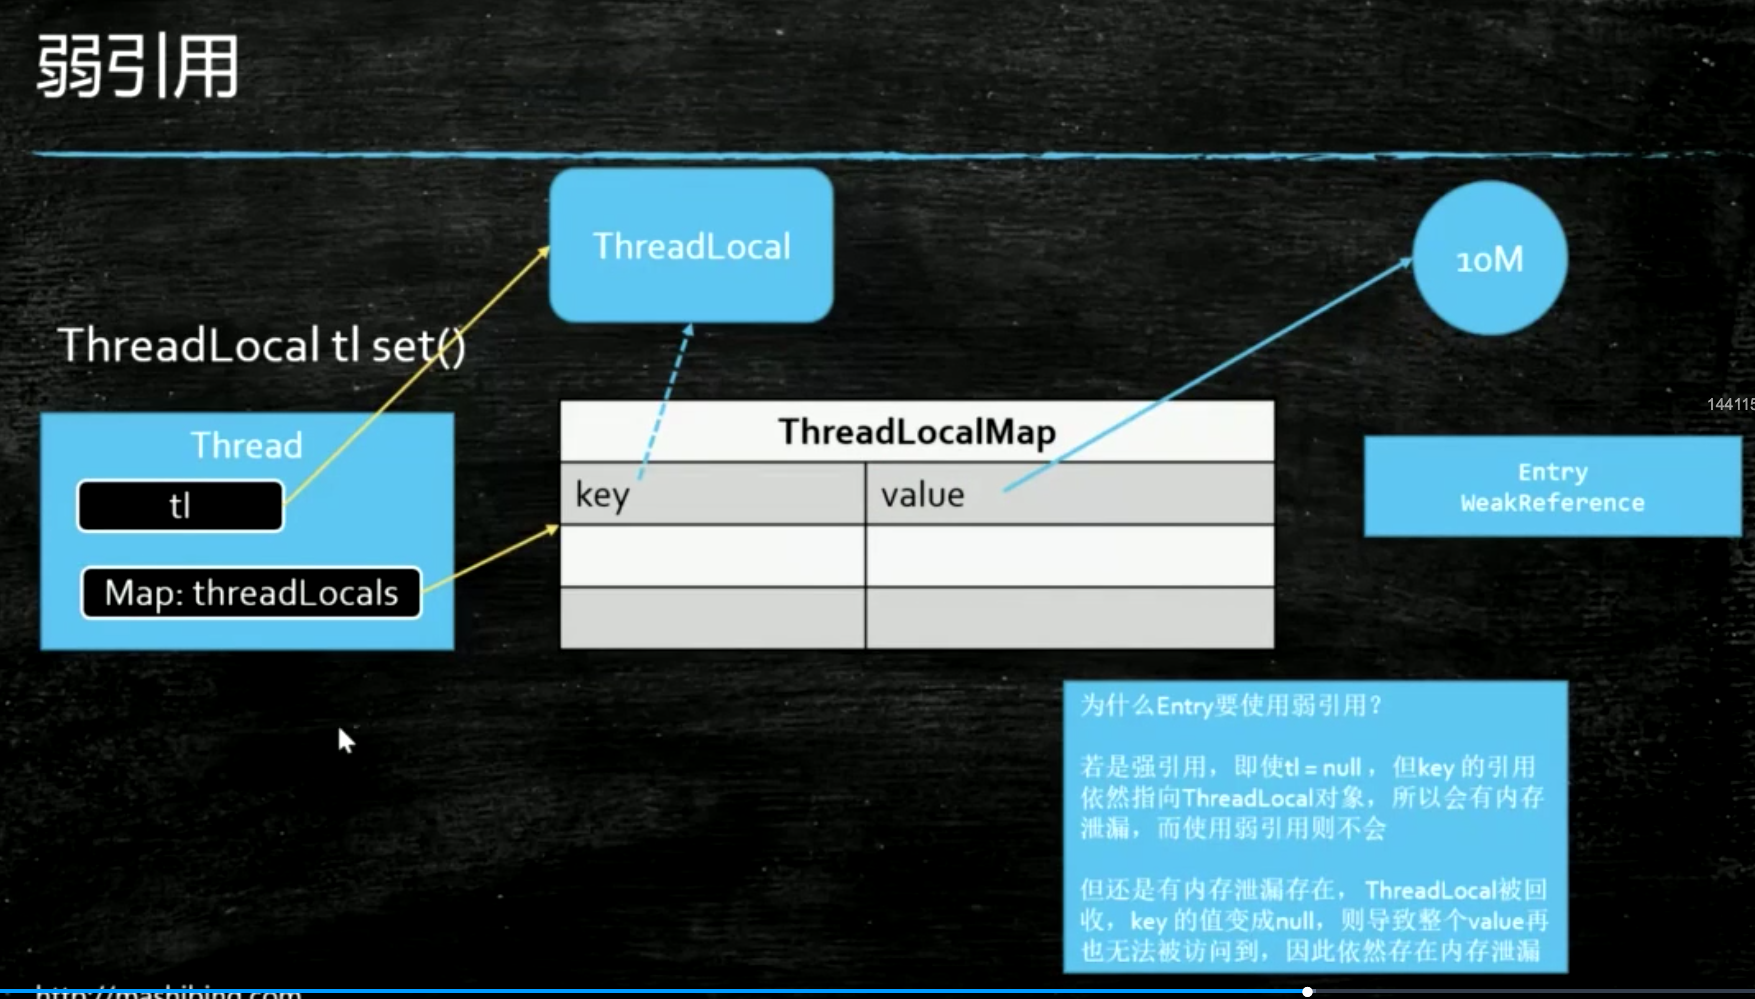 弱引用
ThreadLocal
10M
ThreadLocal tl set()
Thread
tl
Map: threadLocals
ThreadLocalMap
key
value
144115
Entry
WeakReference
为什么Entry要使用弱引用？
若是强引用，即使tl = null ，但key 的引用
依然指向ThreadLocal对象，所以会有内存
泄漏，而使用弱引用则不会
但还是有内存泄漏存在， ThreadLocal被回
收，key 的值变成null，则导致整个value再
也无法被访问到，因此依然存在内存泄漏
http://mashibing.com